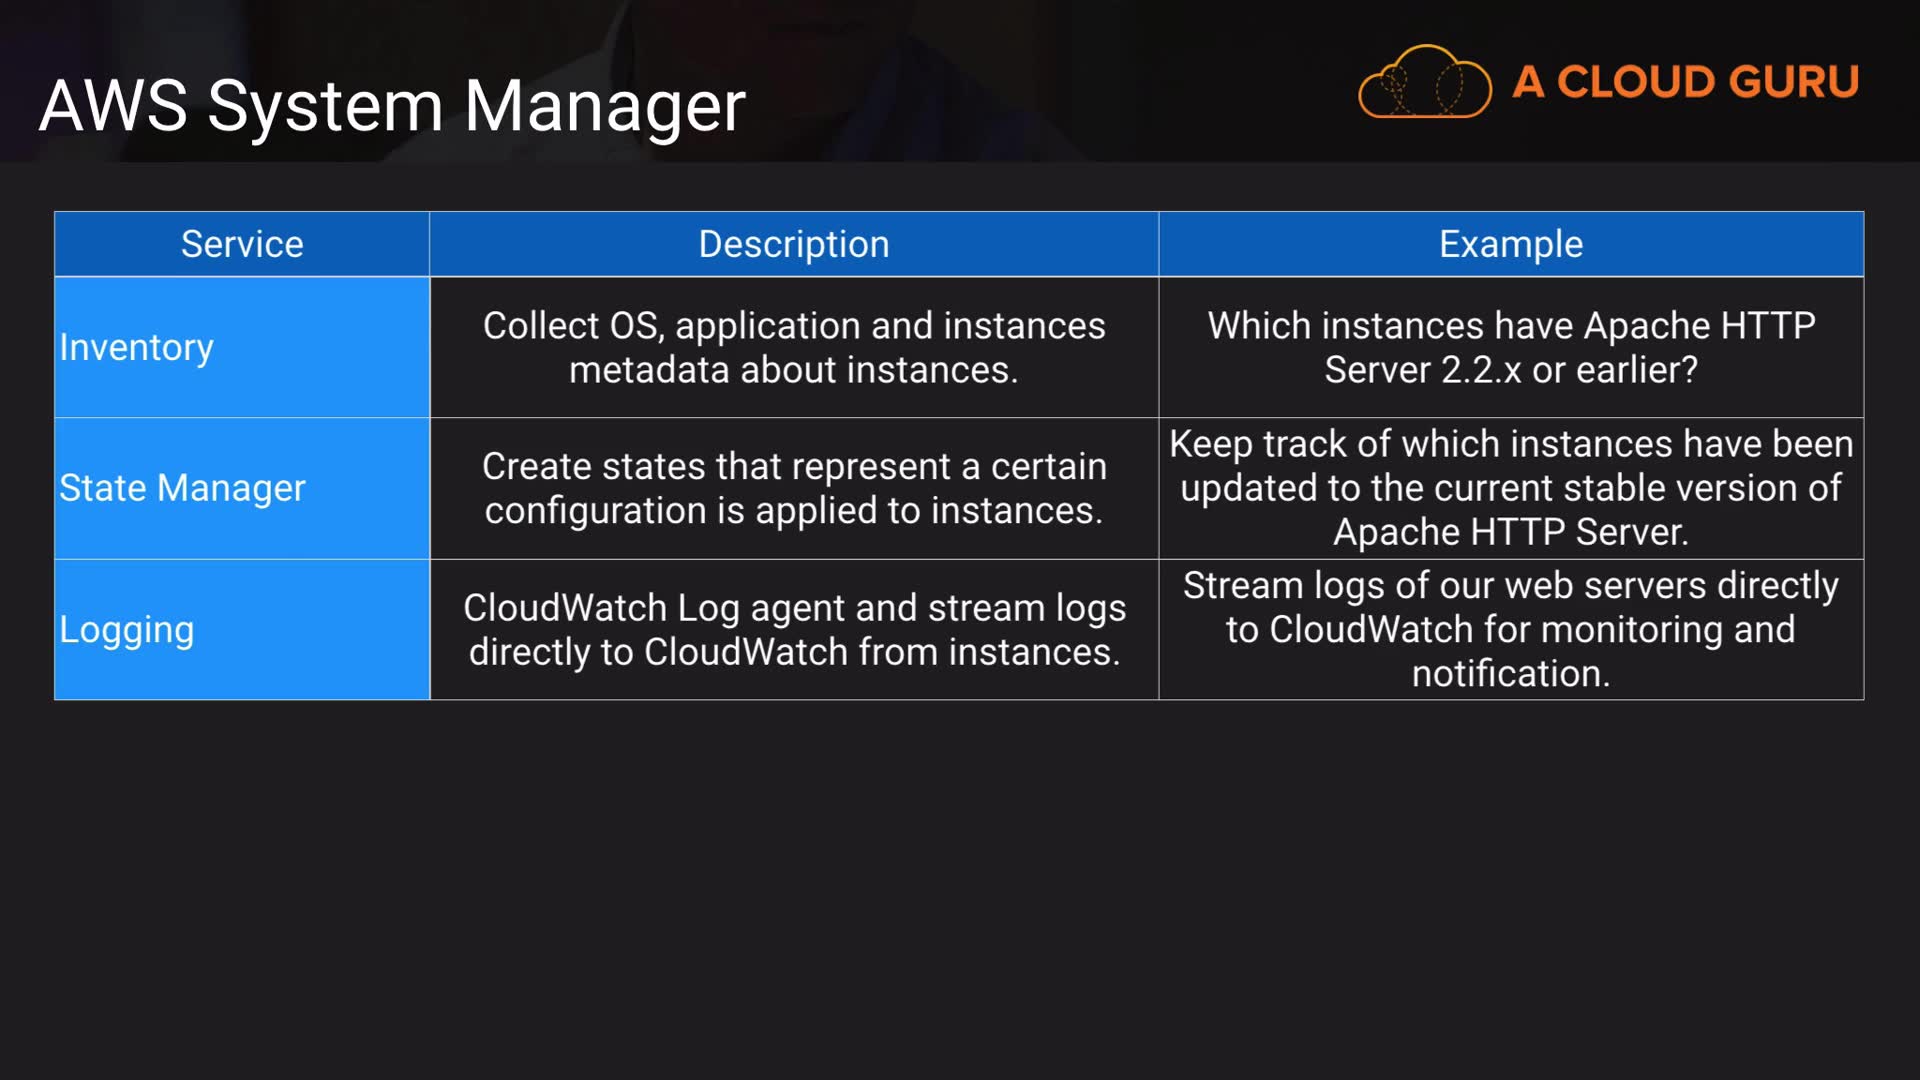 AWS System Manager
A CLOUD GURU
Service
Description
Example
Inventory
Collect OS, application and instances
metadata about instances.
Which instances have Apache HTTP
Server 2.2.x or earlier?
State Manager
Create states that represent a certain
configuration is applied to instances.
Keep track of which instances have been
updated to the current stable version of
Apache HTTP Server.
Logging
CloudWatch Log agent and stream logs
directly to CloudWatch from instances.
Stream logs of our web servers directly
to CloudWatch for monitoring and
notification.